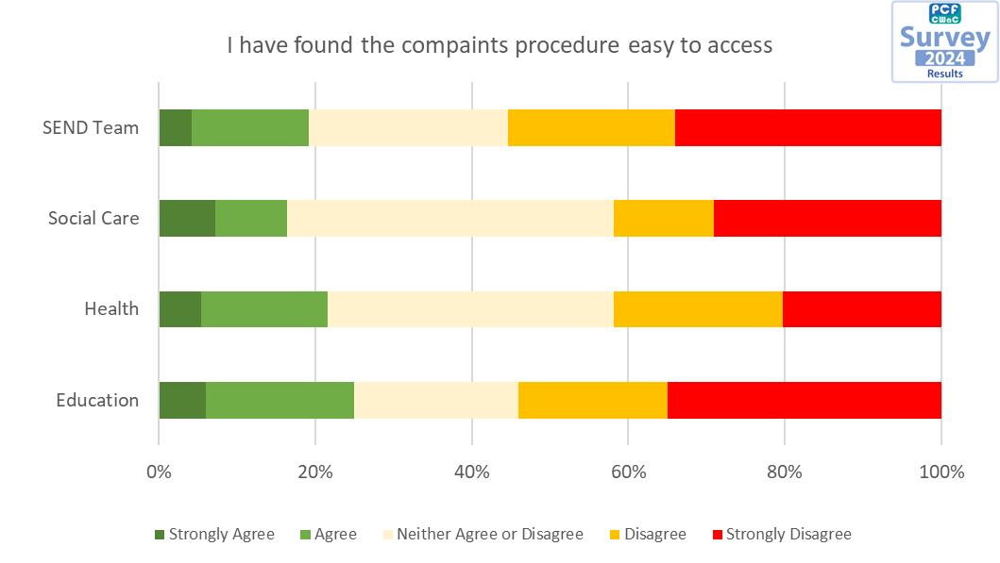 PCF
CWaC
Survey
2024
Results
I have found the compaints procedure easy to access
SEND Team
Social Care
Health
Education
0% 20% 40% 60% 80% 100%
Strongly Agree Agree Neither Agree or Disagree Disagree Strongly Disagree